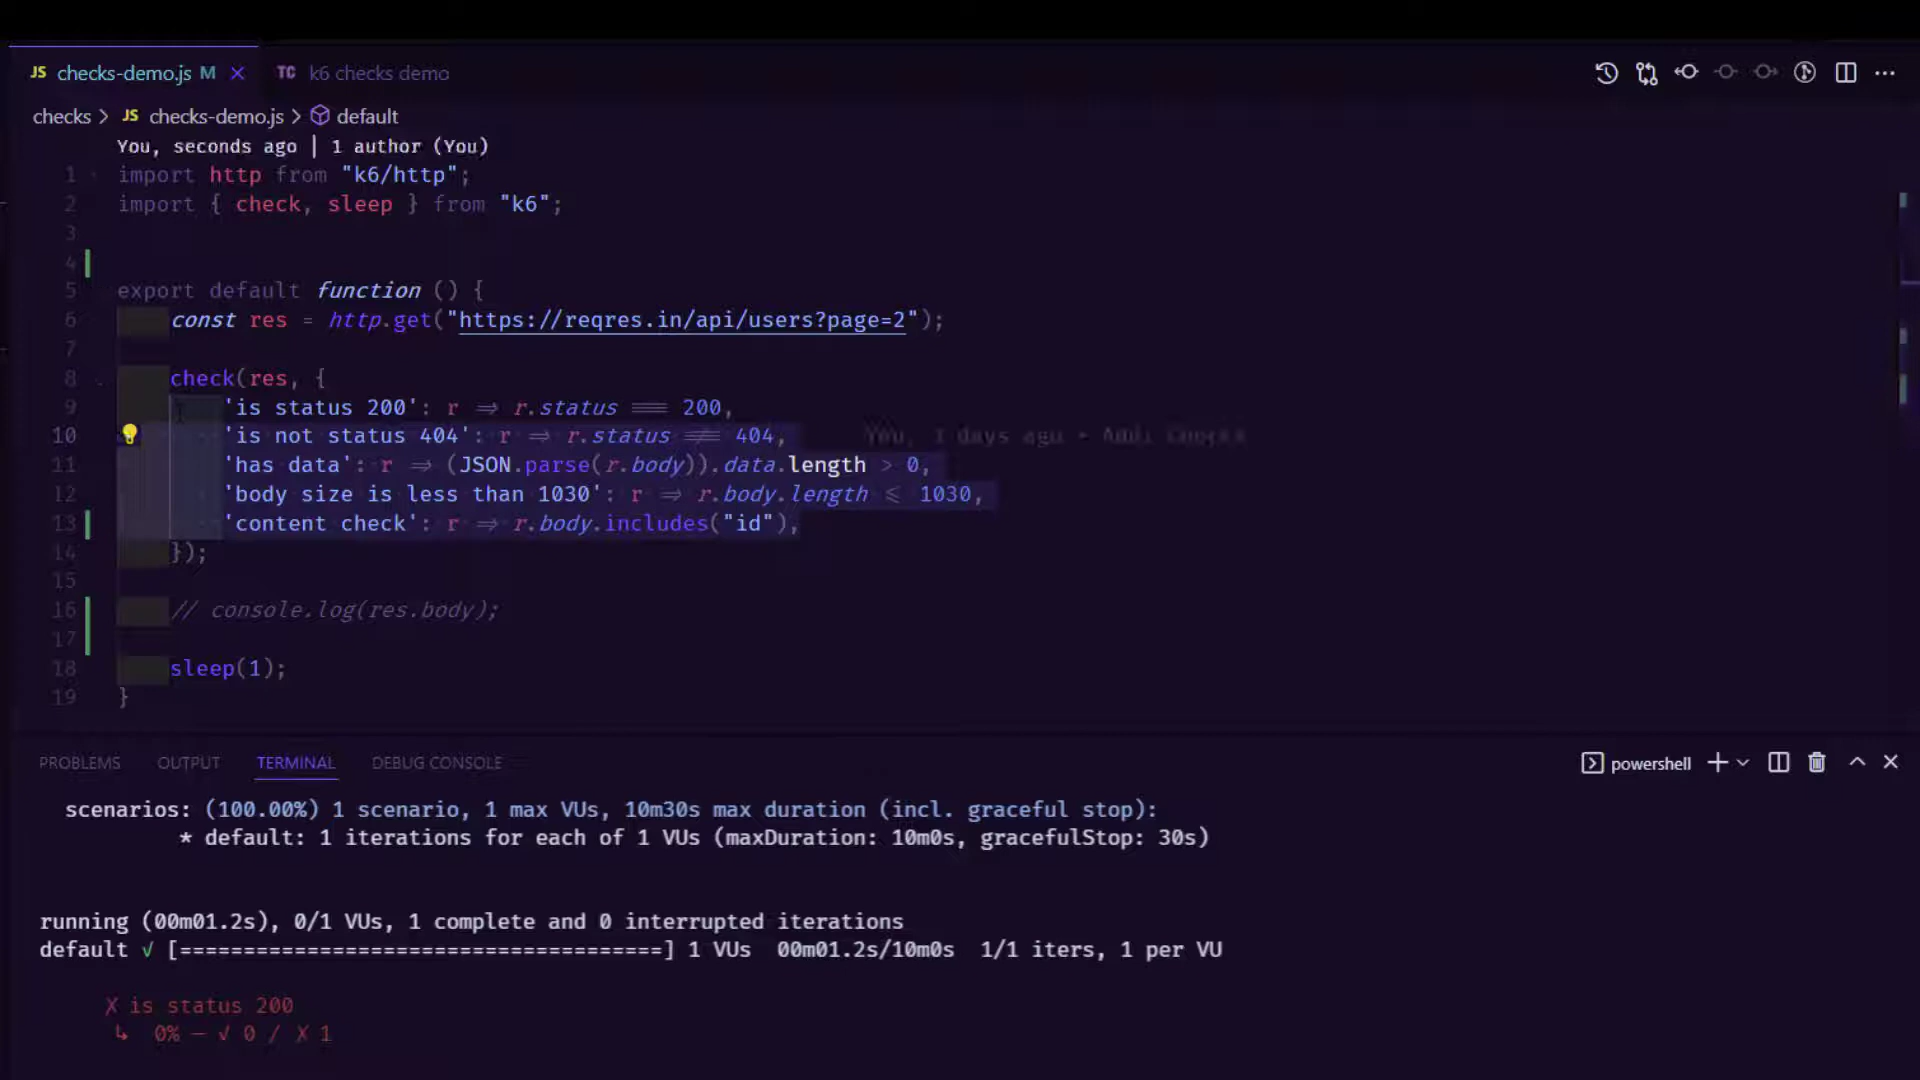 JS checks-demo.js M
TC k6 checks demo
checks > JS checks-demo.js > default
You, seconds ago | 1 author (You)
1 import http from "k6/http";
2 import { check, sleep } from "k6";
3
4
5 export default function () {
6 const res = http.get("https://reqres.in/api/users?page=2");
7
8 check(res, {
9 'is status 200': r => r.status === 200,
10 'is not status 404': r => r.status !== 404, You, days ago • Add: Checks
11 'has data': r => (JSON.parse(r.body)).data.length > 0,
12 'body size is less than 1030': r => r.body.length <= 1030,
13 'content check': r => r.body.includes("id"),
14 });
15
16 // console.log(res.body);
17
18 sleep(1);
19 }
PROBLEMS OUTPUT TERMINAL DEBUG CONSOLE powershell
scenarios: (100.00%) 1 scenario, 1 max VUs, 10m30s max duration (incl. graceful stop):
* default: 1 iterations for each of 1 VUs (maxDuration: 10m0s, gracefulStop: 30s)
running (00m01.2s), 0/1 VUs, 1 complete and 0 interrupted iterations
default √ [======================================] 1 VUs 00m01.2s/10m0s 1/1 iters, 1 per VU
✗ is status 200
↳ 0% — √ 0 / ✗ 1